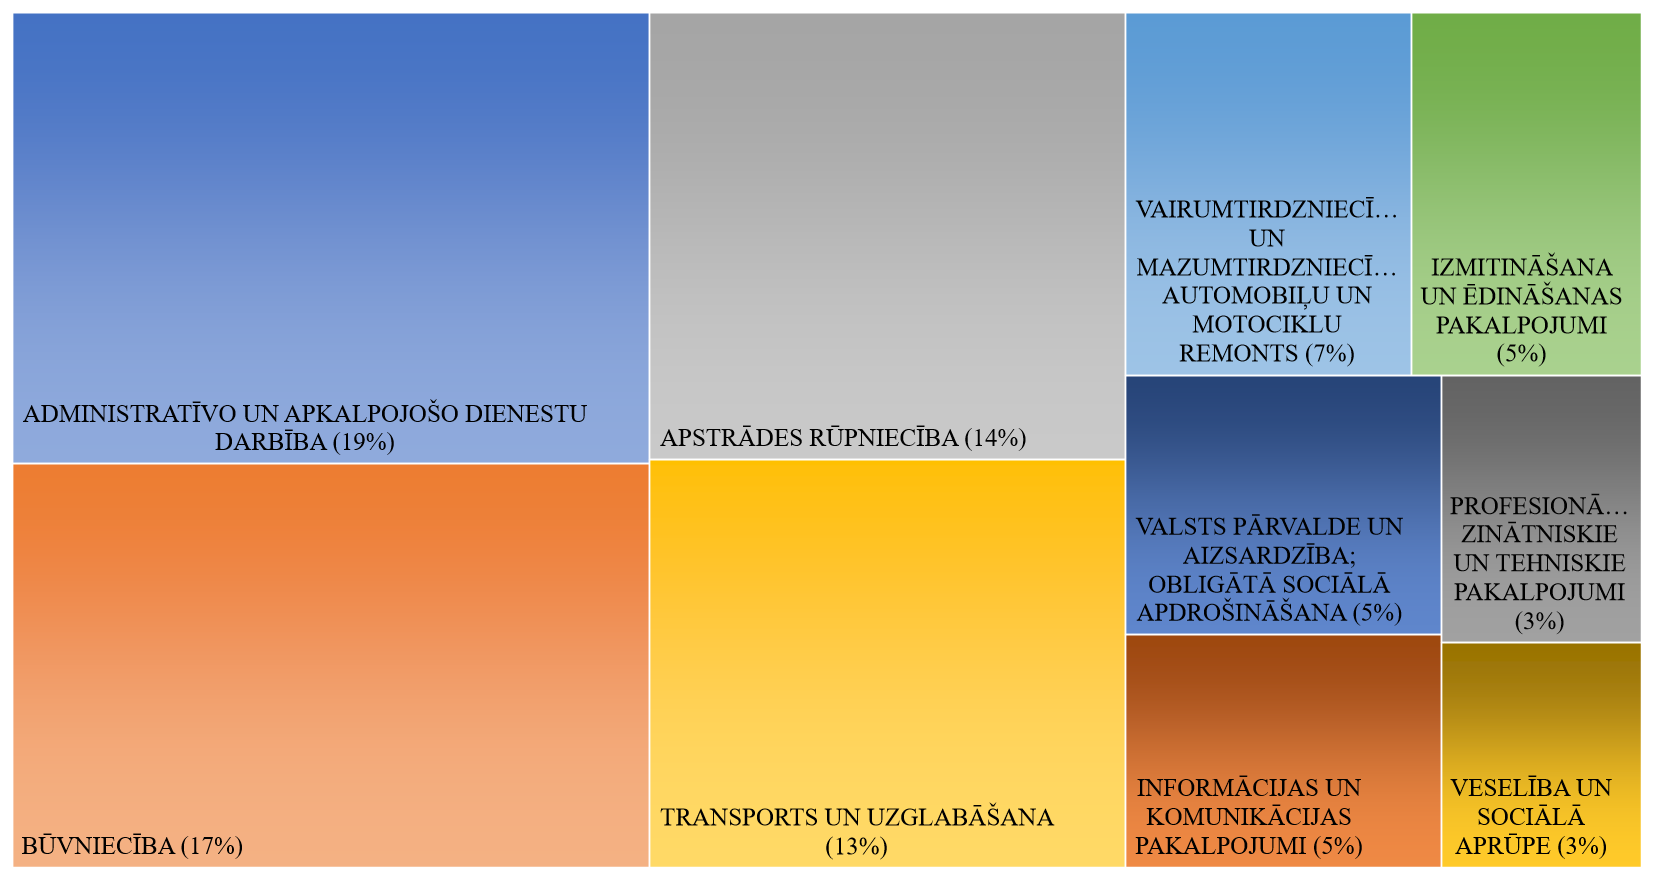 ADMINISTRATĪVO UN APKALPOJOŠO DIENESTU
DARBĪBA (19%)
BŪVNIECĪBA (17%)
APSTRĀDES RŪPNIECĪBA (14%)
TRANSPORTS UN UZGLABĀŠANA
(13%)
VAIRUMTIRDZNIECĪ…
UN
MAZUMTIRDZNIECĪ…
AUTOMOBIĻU UN
MOTOCIKLU
REMONTS (7%)
IZMITINĀŠANA
UN ĒDINĀŠANAS
PAKALPOJUMI
(5%)
VALSTS PĀRVALDE UN
AIZSARDZĪBA;
OBLIGĀTĀ SOCIĀLĀ
APDROŠINĀŠANA (5%)
INFORMĀCIJAS UN
KOMUNIKĀCIJAS
PAKALPOJUMI (5%)
PROFESIONĀ…
ZINĀTNISKIE
UN TEHNISKIE
PAKALPOJUMI
(3%)
VESELĪBA UN
SOCIĀLĀ
APRŪPE (3%)